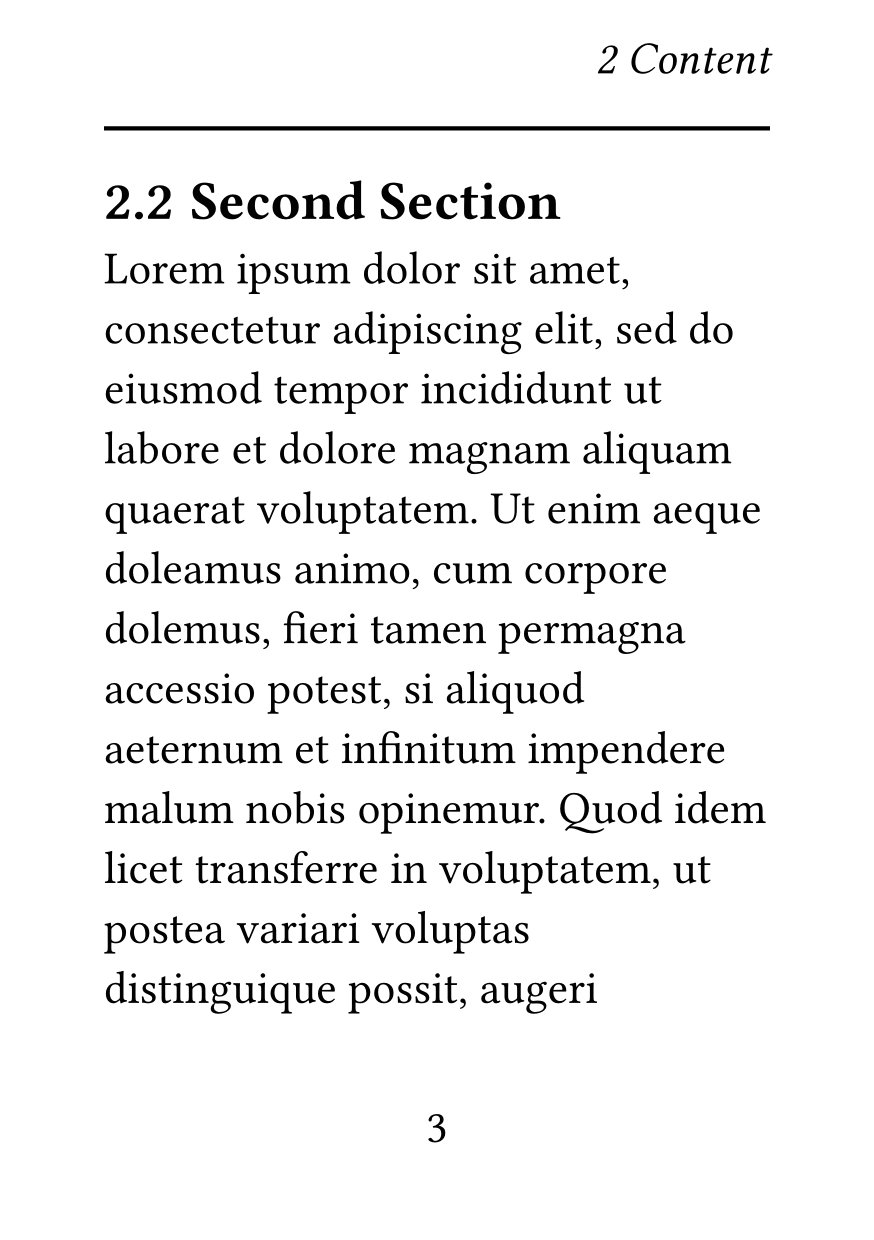 2 Content
2.2 Second Section
Lorem ipsum dolor sit amet,
consectetur adipiscing elit, sed do
eiusmod tempor incididunt ut
labore et dolore magnam aliquam
quaerat voluptatem. Ut enim aeque
doleamus animo, cum corpore
dolemus, fieri tamen permagna
accessio potest, si aliquod
aeternum et infinitum impendere
malum nobis opinemur. Quod idem
licet transferre in voluptatem, ut
postea variari voluptas
distinguique possit, augeri
3